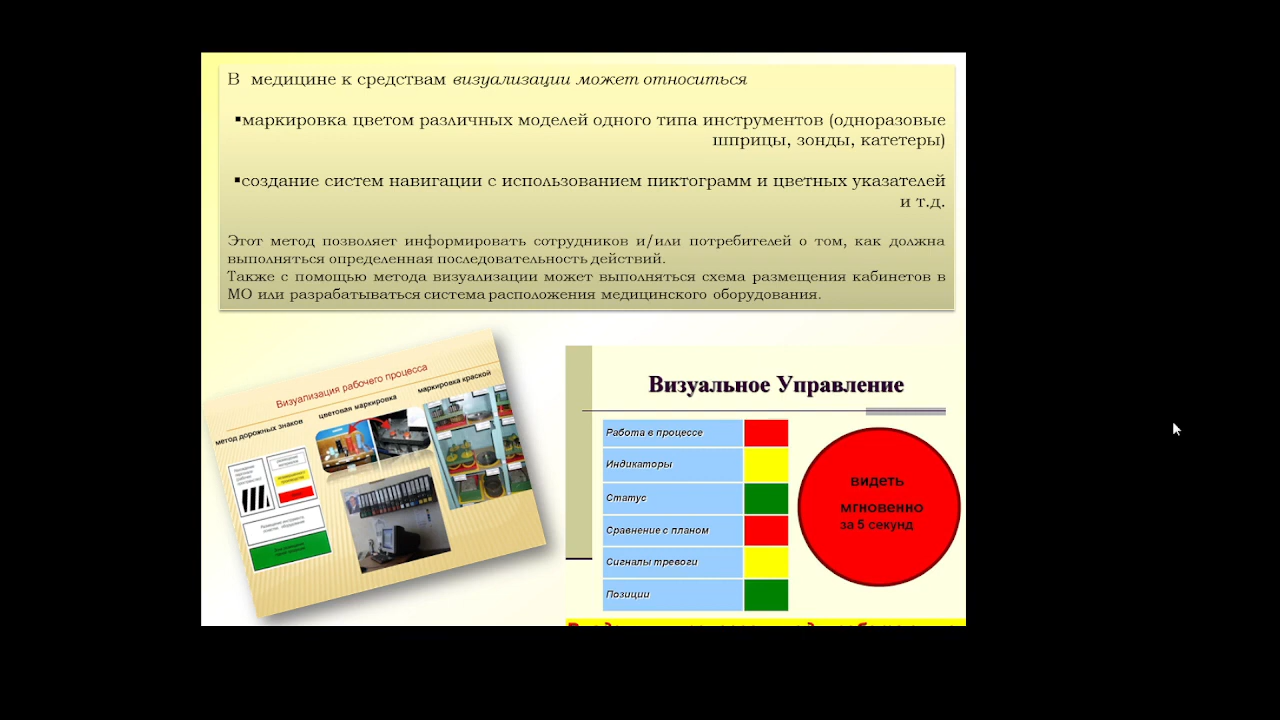 В медицине к средствам визуализации может относиться
▪маркировка цветом различных моделей одного типа инструментов (одноразовые
шприцы, зонды, катетеры)
▪создание систем навигации с использованием пиктограмм и цветных указателей
и т.д.
Этот метод позволяет информировать сотрудников и/или потребителей о том, как должна
выполняться определенная последовательность действий.
Также с помощью метода визуализации может выполняться схема размещения кабинетов в
МО или разрабатываться система расположения медицинского оборудования.
Визуализация рабочего процесса
метод дорожных знаков
цветовая маркировка
маркировка краской
Визуальное Управление
Работа в процессе
Индикаторы
Статус
Сравнение с планом
Сигналы тревоги
Позиции
видеть
мгновенно
за 5 секунд